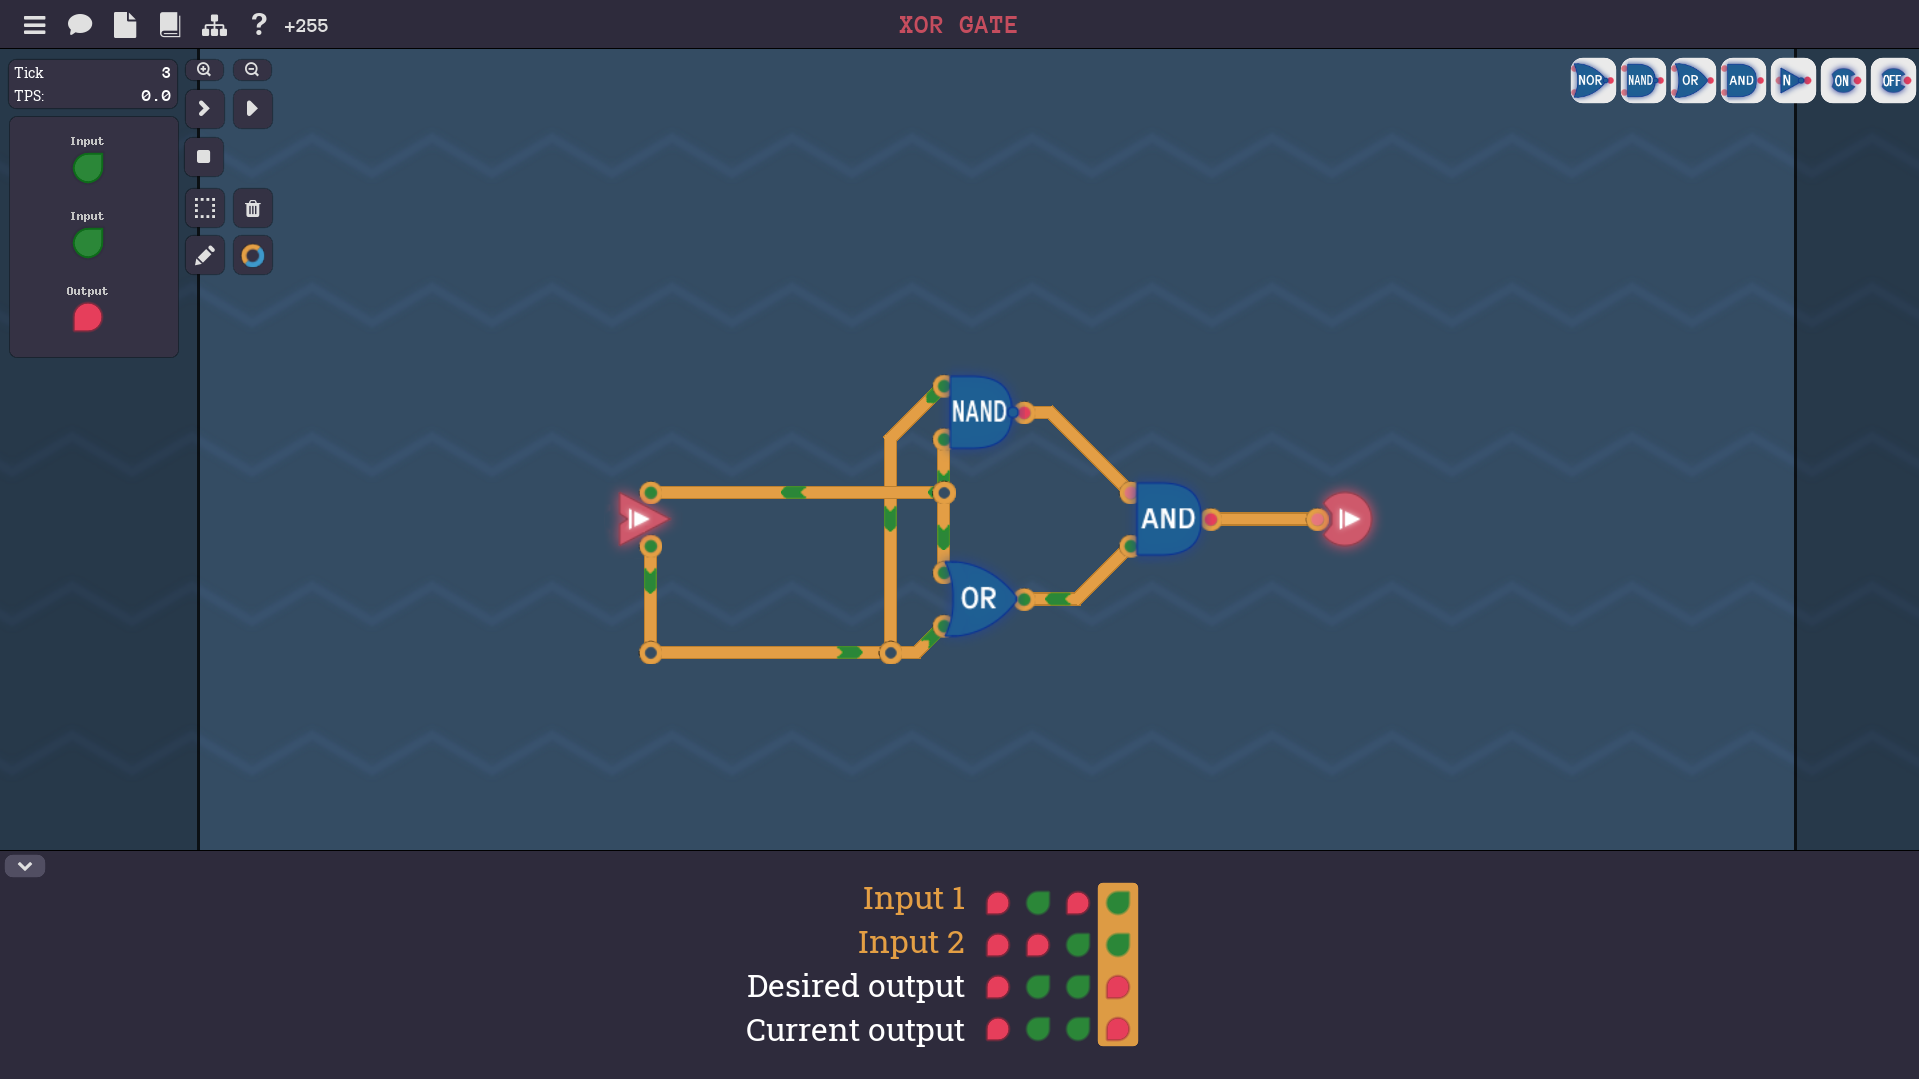 +255
XOR GATE
Tick 3
TPS: 0.0
NOR NAND OR AND N ON OFF
Input
Input
Output
NAND
AND
OR
Input 1
Input 2
Desired output
Current output